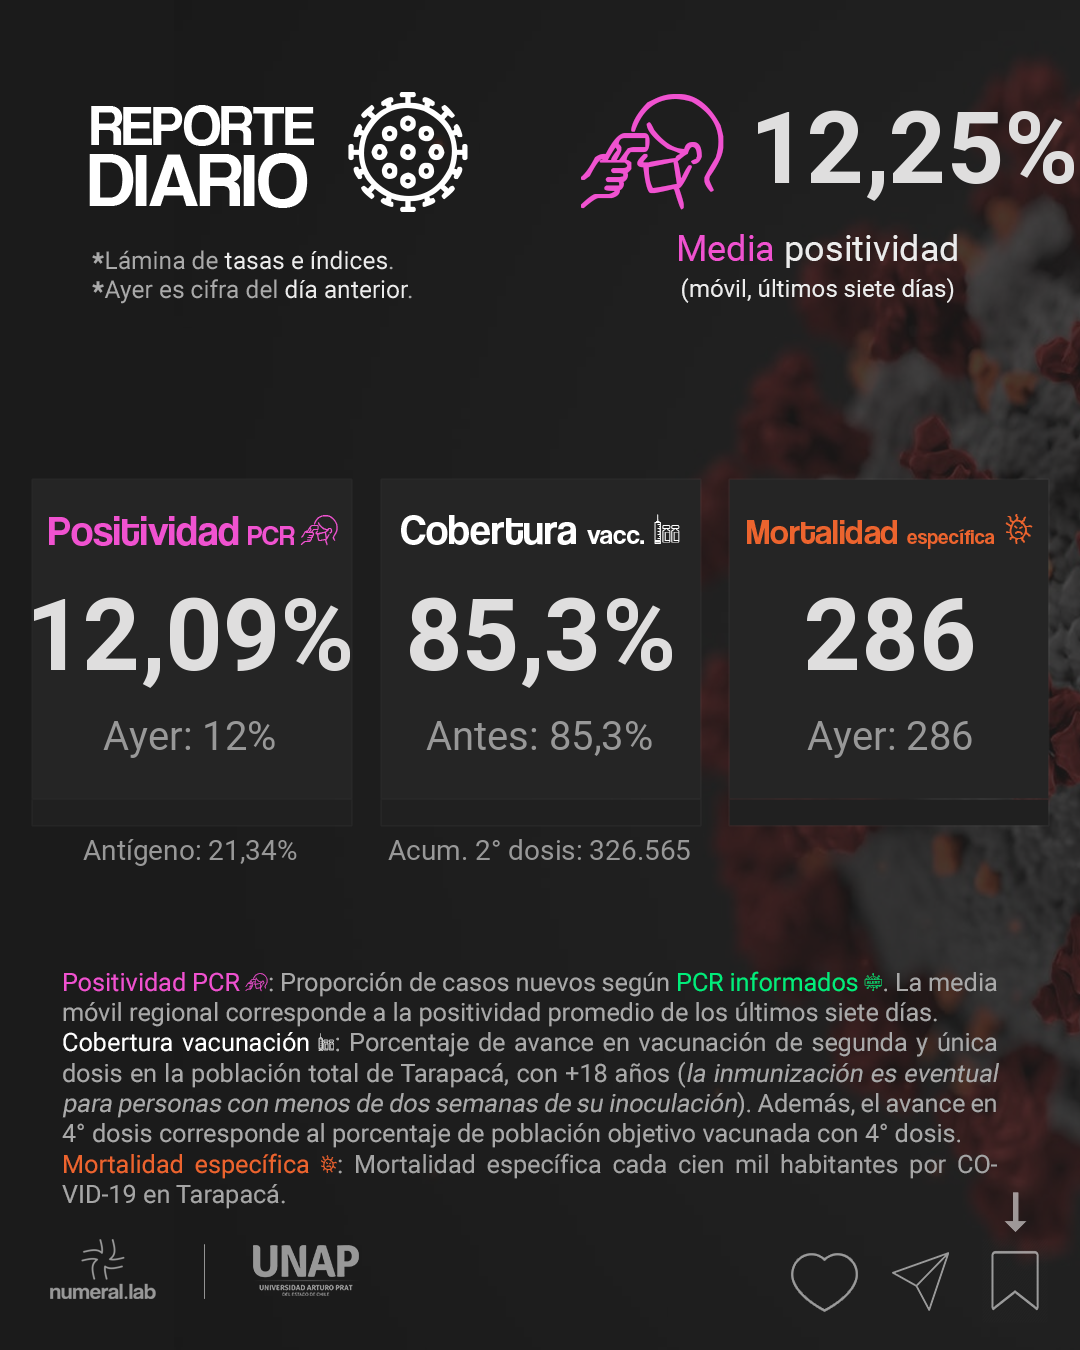 REPORTE
DIARIO
*Lámina de tasas e índices.
*Ayer es cifra del día anterior.
12,25%
Media positividad
(móvil, últimos siete días)
Positividad PCR
12,09%
Ayer: 12%
Antígeno: 21,34%
Cobertura vacc.
85,3%
Antes: 85,3%
Acum. 2° dosis: 326.565
Mortalidad específica
286
Ayer: 286
Positividad PCR : Proporción de casos nuevos según PCR informados . La media
móvil regional corresponde a la positividad promedio de los últimos siete días.
Cobertura vacunación : Porcentaje de avance en vacunación de segunda y única
dosis en la población total de Tarapacá, con +18 años (la inmunización es eventual
para personas con menos de dos semanas de su inoculación). Además, el avance en
4° dosis corresponde al porcentaje de población objetivo vacunada con 4° dosis.
Mortalidad específica : Mortalidad específica cada cien mil habitantes por CO-
VID-19 en Tarapacá.
numeral.lab
UNAP
UNIVERSIDAD ARTURO PRAT
DEL ESTADO DE CHILE